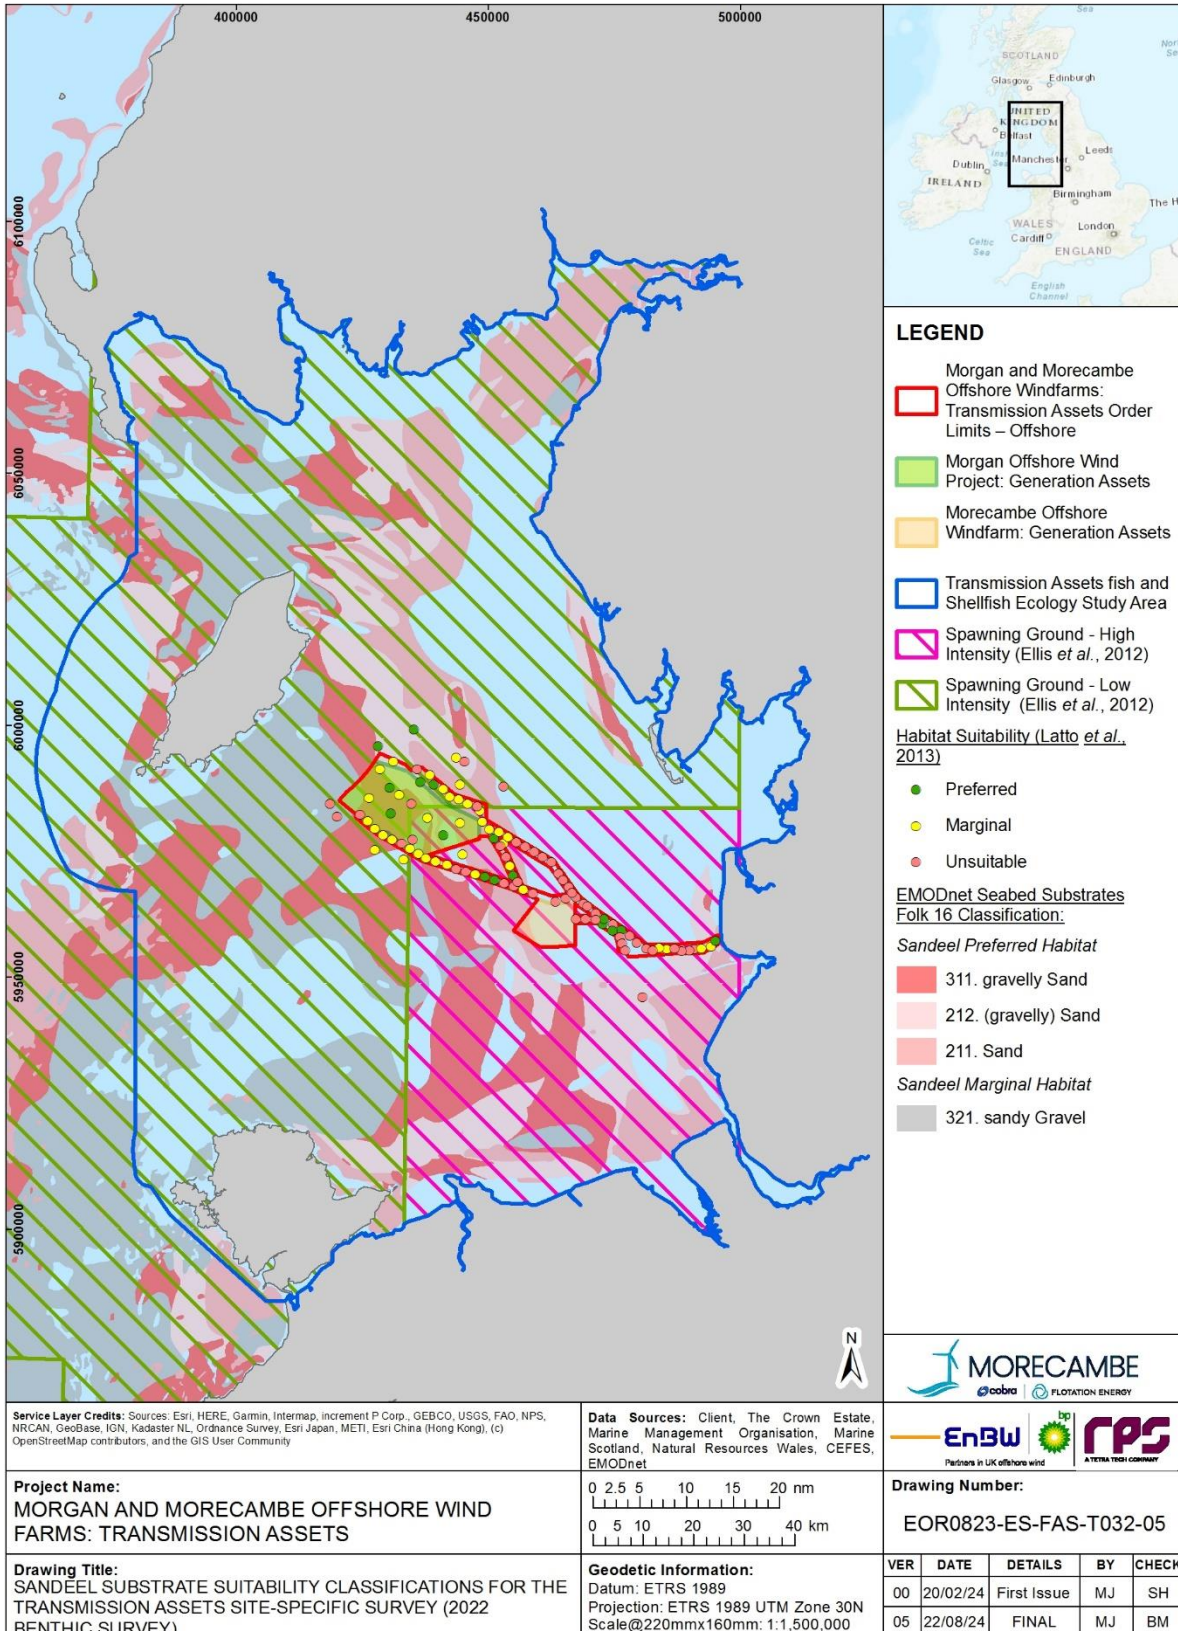 400000
450000
500000
6100000
6050000
6000000
5950000
5900000
N
Sea
SCOTLAND
Glasgow
Edinburgh
UNITED
KINGDOM
Belfast
Dublin
Manchester
Leeds
IRELAND
Birmingham
WALES
Cardiff
London
ENGLAND
The H
Celtic
Sea
English
Channel
LEGEND
Morgan and Morecambe
Offshore Windfarms:
Transmission Assets Order
Limits – Offshore
Morgan Offshore Wind
Project: Generation Assets
Morecambe Offshore
Windfarm: Generation Assets
Transmission Assets fish and
Shellfish Ecology Study Area
Spawning Ground - High
Intensity (Ellis et al., 2012)
Spawning Ground - Low
Intensity (Ellis et al., 2012)
Habitat Suitability (Latto et al.,
2013)
Preferred
Marginal
Unsuitable
EMODnet Seabed Substrates
Folk 16 Classification:
Sandeel Preferred Habitat
311. gravelly Sand
212. (gravelly) Sand
211. Sand
Sandeel Marginal Habitat
321. sandy Gravel
MORECAMBE
cobra FLOTATION ENERGY
Service Layer Credits: Sources: Esri, HERE, Garmin, Intermap, increment P Corp., GEBCO, USGS, FAO, NPS,
NRCAN, GeoBase, IGN, Kadaster NL, Ordnance Survey, Esri Japan, METI, Esri China (Hong Kong), (c)
OpenStreetMap contributors, and the GIS User Community
Data Sources: Client, The Crown Estate,
Marine Management Organisation, Marine
Scotland, Natural Resources Wales, CEFES,
EMODnet
EnBW
Partners in UK offshore wind
bp
RPS
A TETRA TECH COMPANY
Project Name:
MORGAN AND MORECAMBE OFFSHORE WIND
FARMS: TRANSMISSION ASSETS
0 2.5 5 10 15 20 nm
0 5 10 20 30 40 km
Drawing Number:
EOR0823-ES-FAS-T032-05
Drawing Title:
SANDEEL SUBSTRATE SUITABILITY CLASSIFICATIONS FOR THE
TRANSMISSION ASSETS SITE-SPECIFIC SURVEY (2022
BENTHIC SURVEY)
Geodetic Information:
Datum: ETRS 1989
Projection: ETRS 1989 UTM Zone 30N
Scale@220mmx160mm: 1:1,500,000
VER DATE DETAILS BY CHECK
00 20/02/24 First Issue MJ SH
05 22/08/24 FINAL MJ BM